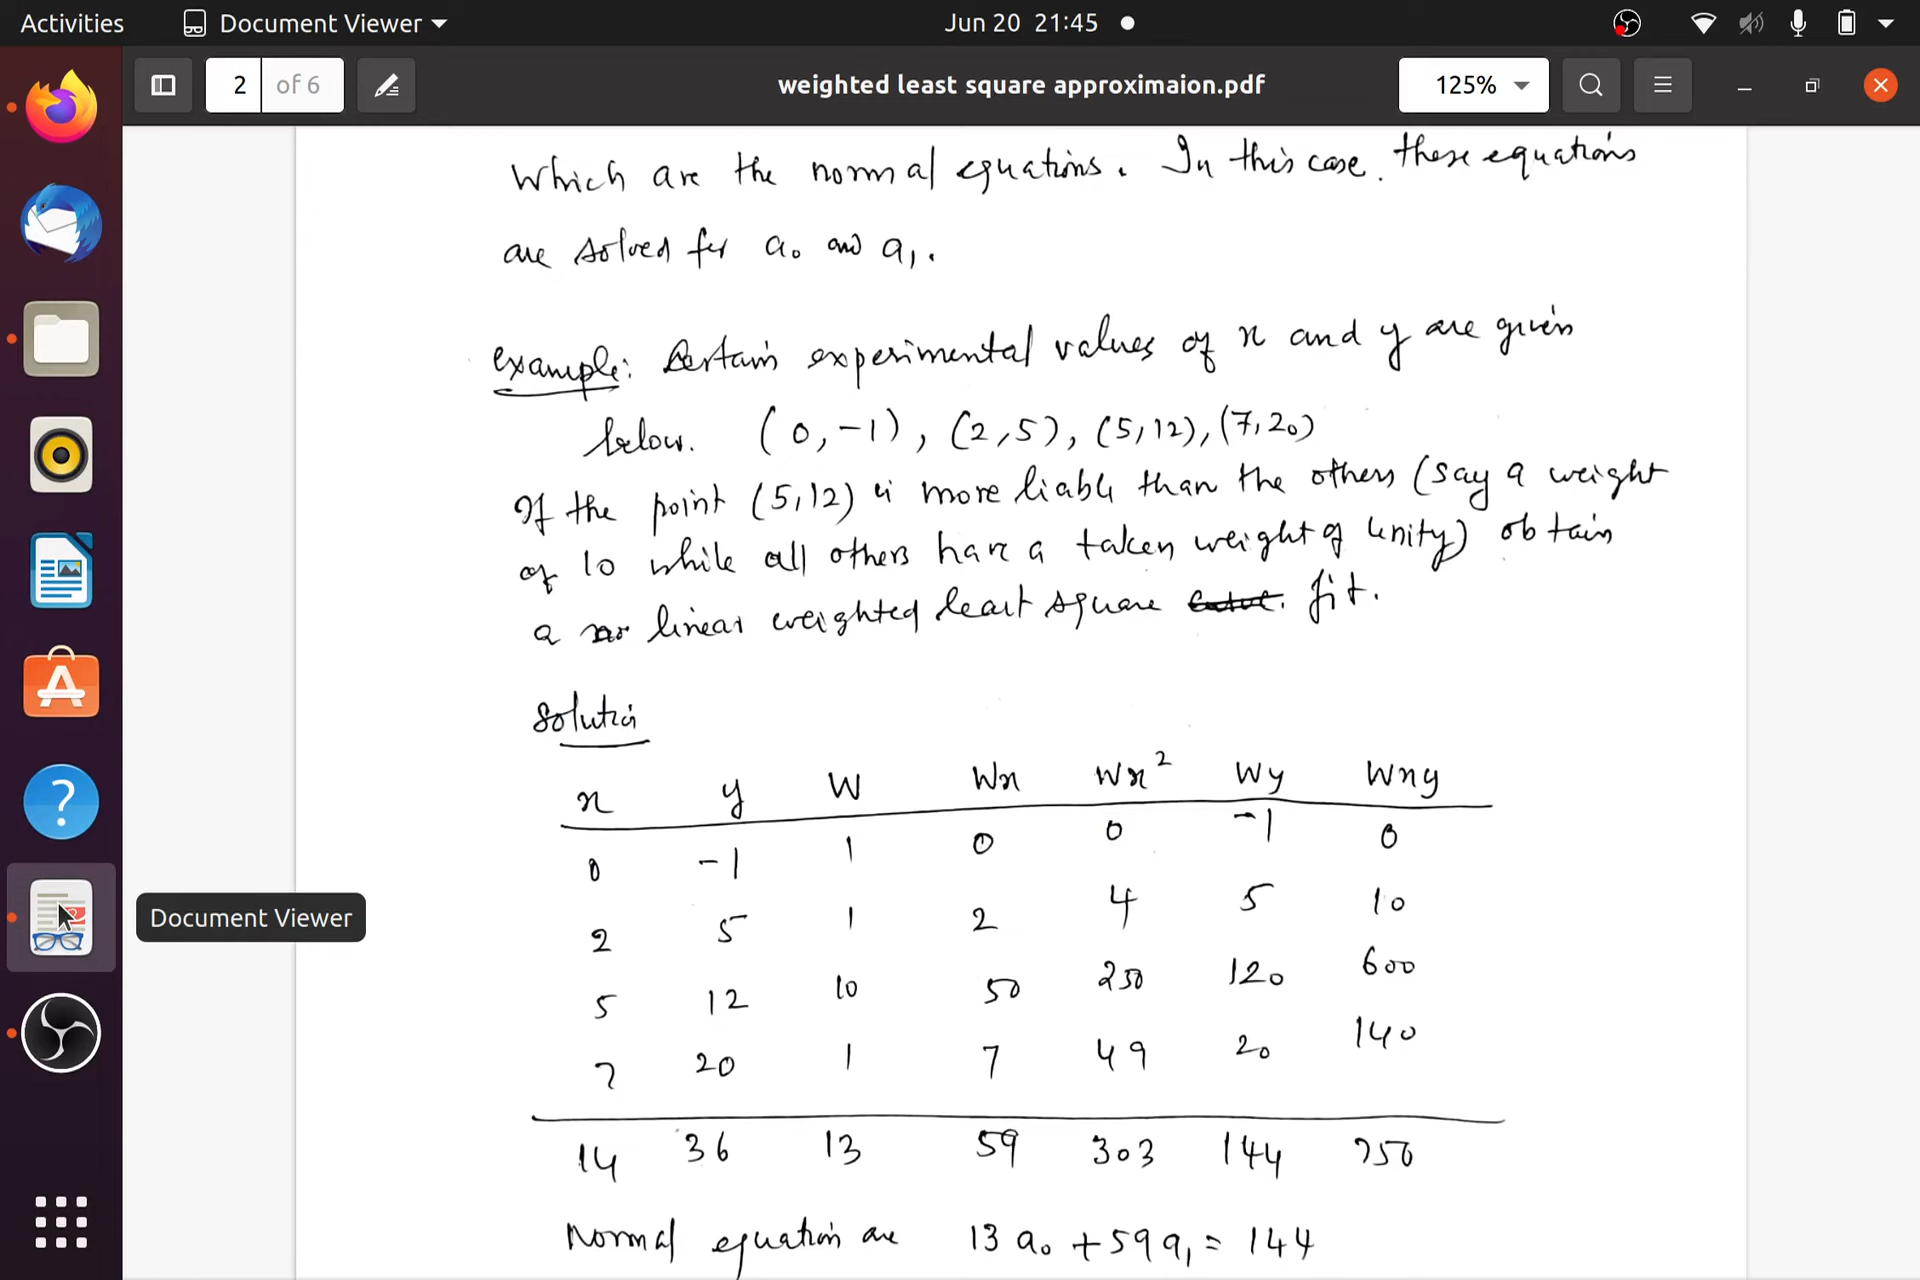 Activities Document Viewer Jun 20 21:45
2 of 6 weighted least square approximaion.pdf 125%
Which are the normal equations. In this case. these equations
are solved for a₀ and a₁.
example: Certain experimental values of x and y are given
below. (0,-1), (2,5), (5,12), (7,20)
If the point (5,12) is more liable than the others (say a weight
of 10 while all others have a taken weight of unity) obtain
a linear weighted least square fit.
Solution
x y W Wx Wx² Wy Wxy
0 -1 1 0 0 -1 0
2 5 1 2 4 5 10
5 12 10 50 250 120 600
Document Viewer
7 20 1 7 49 20 140
14 36 13 59 303 144 750
Normal equation are 13 a₀ + 59 a₁ = 144